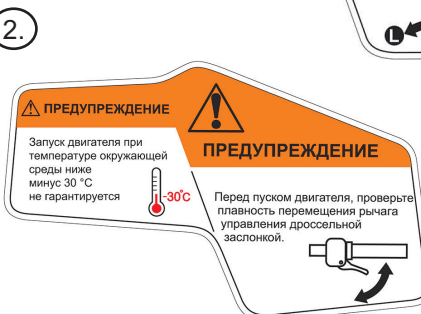 2.
L
ПРЕДУПРЕЖДЕНИЕ
Запуск двигателя при
температуре окружающей
среды ниже
минус 30 °C
не гарантируется
-30°C
ПРЕДУПРЕЖДЕНИЕ
Перед пуском двигателя, проверьте
плавность перемещения рычага
управления дроссельной
заслонкой.